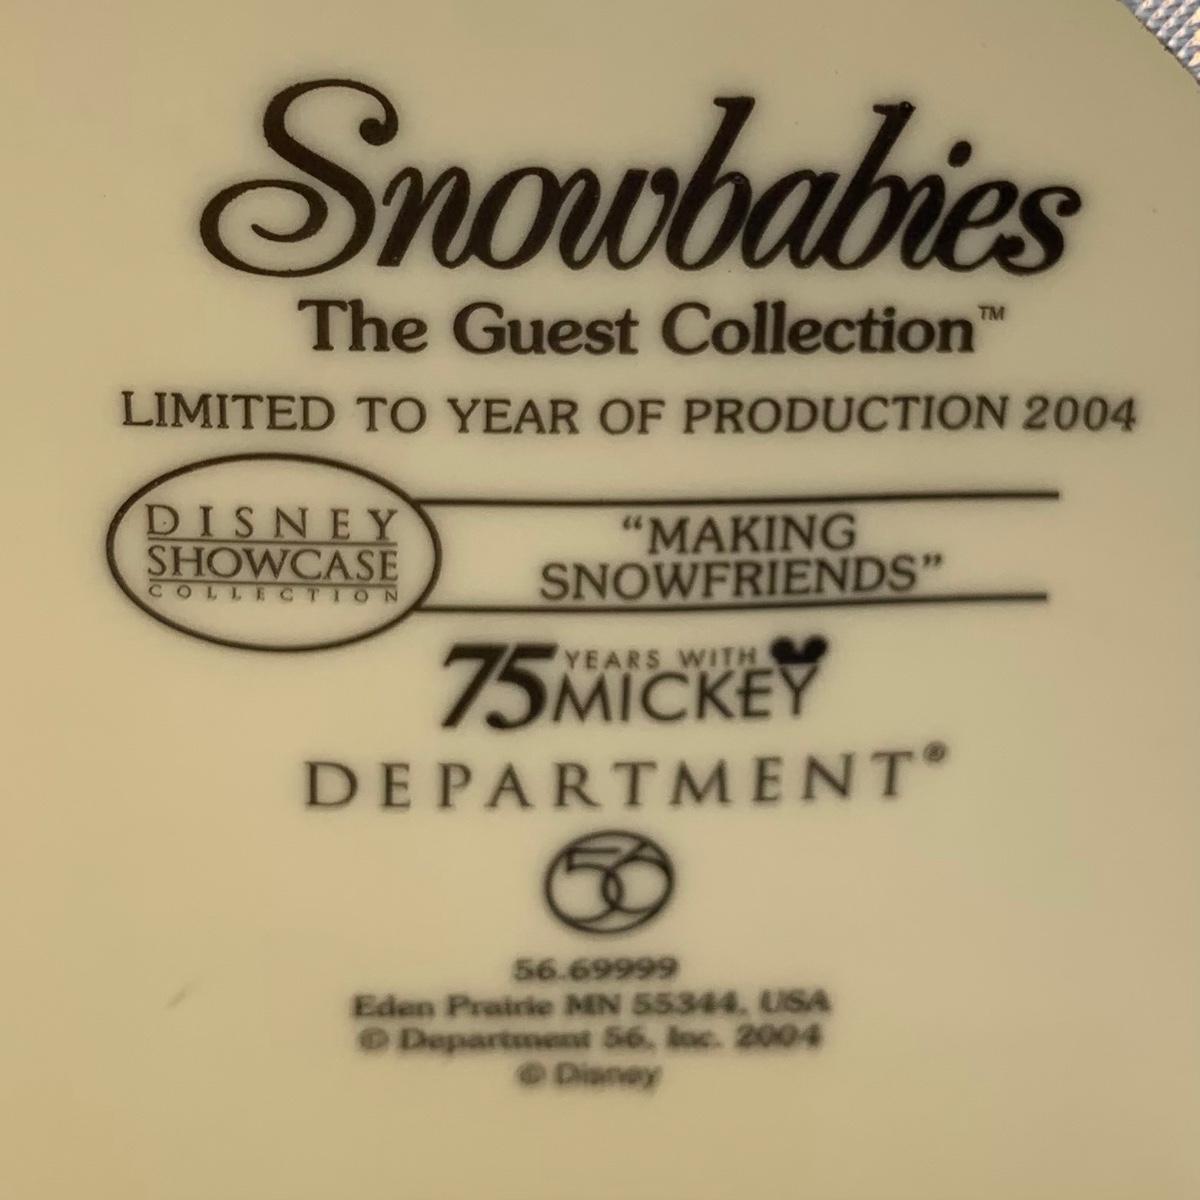 Snowbabies
The Guest Collection™
LIMITED TO YEAR OF PRODUCTION 2004
DISNEY
SHOWCASE
COLLECTION
“MAKING
SNOWFRIENDS”
75 YEARS WITH
MICKEY
DEPARTMENT®
56
56.69999
Eden Prairie MN 55344, USA
© Department 56, Inc. 2004
© Disney